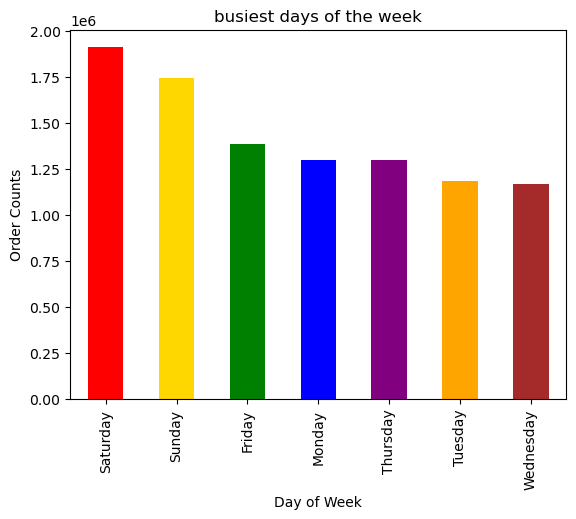 busiest days of the week
1e6
2.00
1.75
1.50
1.25
1.00
0.75
0.50
0.25
0.00
Order Counts
Saturday
Sunday
Friday
Monday
Thursday
Tuesday
Wednesday
Day of Week